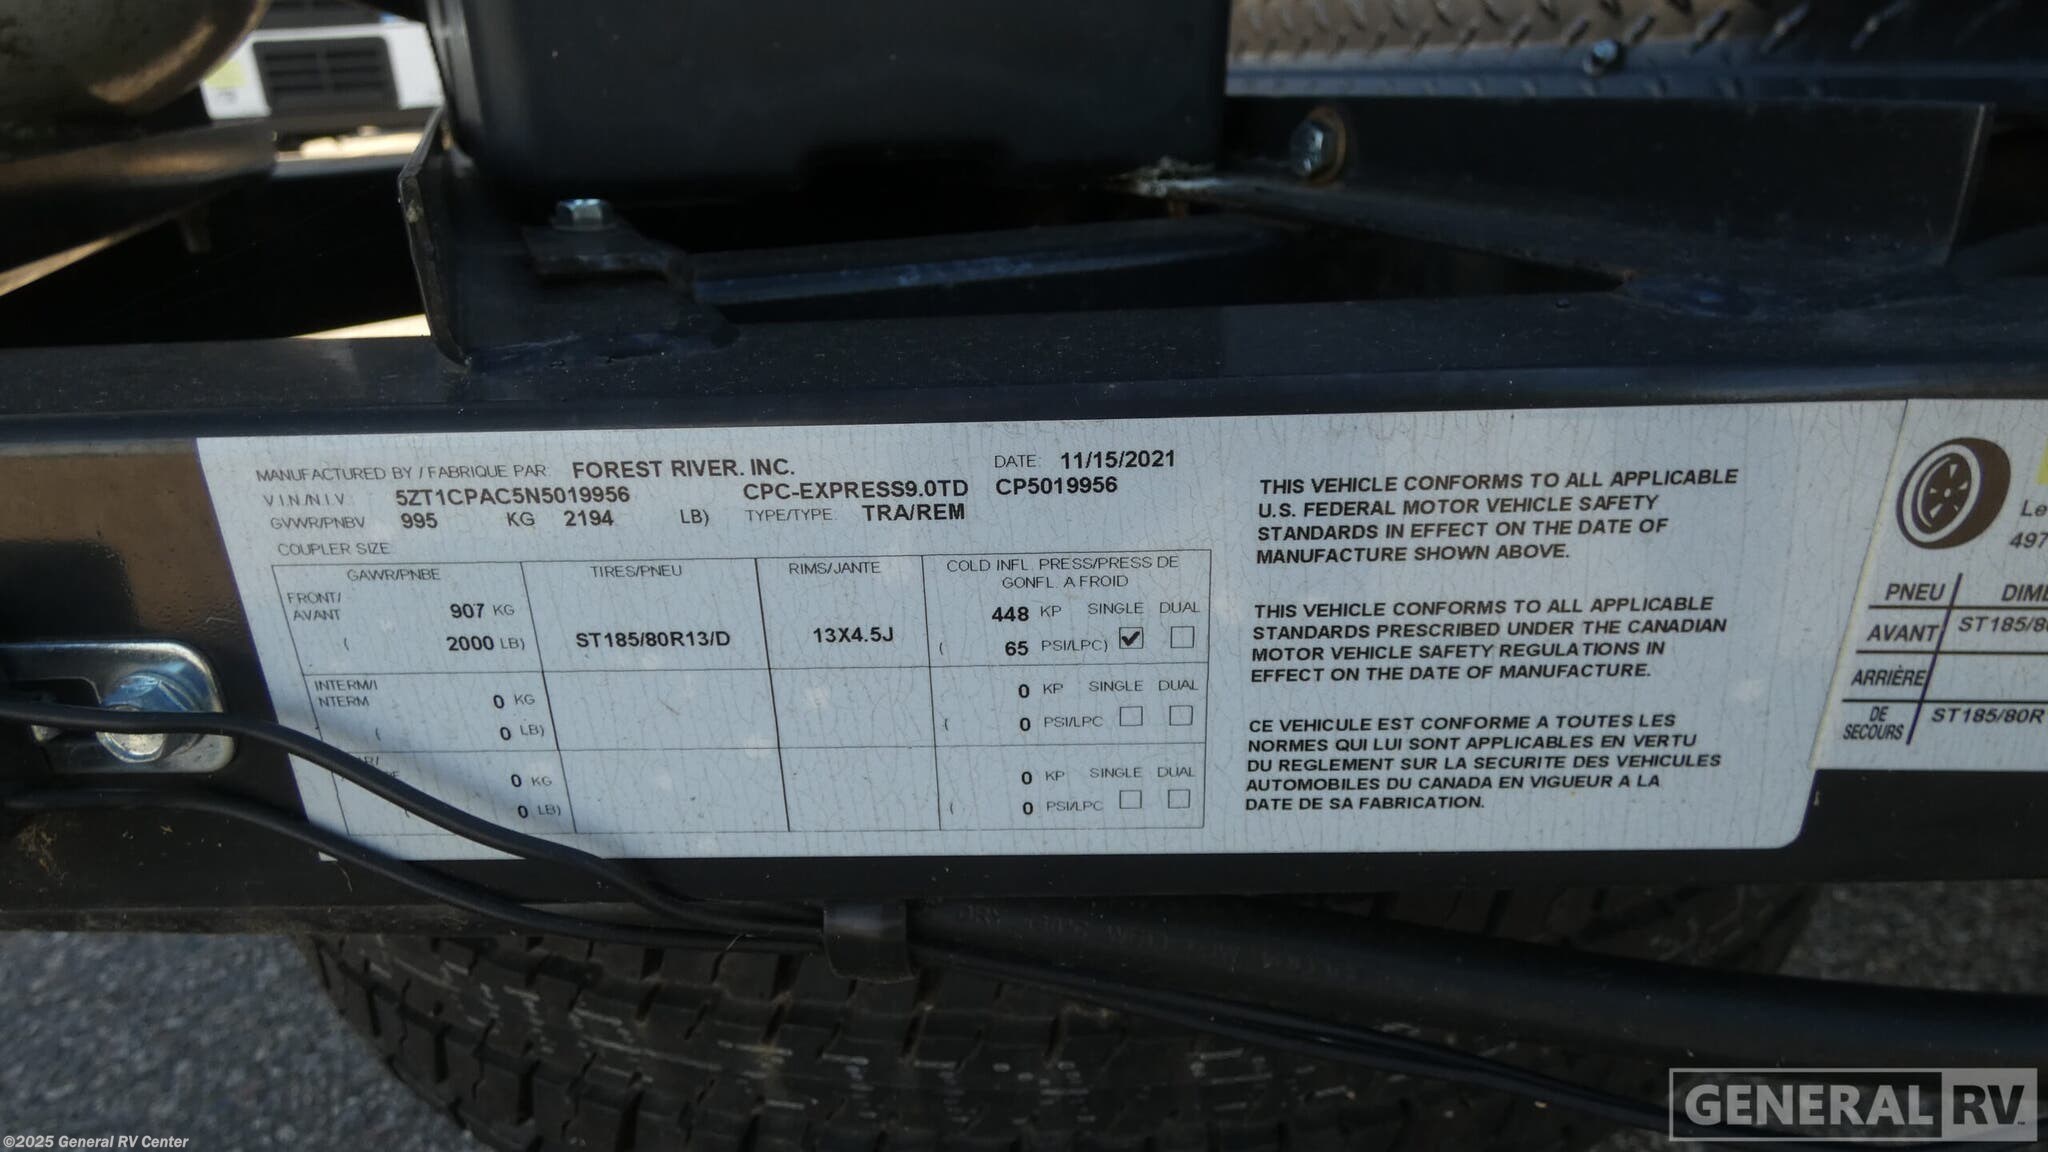 MANUFACTURED BY / FABRIQUE PAR: FOREST RIVER. INC. DATE: 11/15/2021
V.I.N./N.I.V. 5ZT1CPAC5N5019956 CPC-EXPRESS9.0TD CP5019956
GVWR/PNBV 995 KG 2194 LB) TYPE/TYPE: TRA/REM
COUPLER SIZE
GAWR/PNBE TIRES/PNEU RIMS/JANTE COLD INFL. PRESS/PRESS DE
GONFL. A FROID
FRONT/
AVANT 907 KG 448 KP SINGLE DUAL
( 2000 LB) ST185/80R13/D 13X4.5J ( 65 PSI/LPC)
INTERM/I
NTERM 0 KG 0 KP SINGLE DUAL
( 0 LB) ( 0 PSI/LPC
0 KG 0 KP SINGLE DUAL
0 LB) ( 0 PSI/LPC
THIS VEHICLE CONFORMS TO ALL APPLICABLE
U.S. FEDERAL MOTOR VEHICLE SAFETY
STANDARDS IN EFFECT ON THE DATE OF
MANUFACTURE SHOWN ABOVE.
THIS VEHICLE CONFORMS TO ALL APPLICABLE
STANDARDS PRESCRIBED UNDER THE CANADIAN
MOTOR VEHICLE SAFETY REGULATIONS IN
EFFECT ON THE DATE OF MANUFACTURE.
CE VEHICULE EST CONFORME A TOUTES LES
NORMES QUI LUI SONT APPLICABLES EN VERTU
DU REGLEMENT SUR LA SECURITE DES VEHICULES
AUTOMOBILES DU CANADA EN VIGUEUR A LA
DATE DE SA FABRICATION.
Le
497
PNEU DIM
AVANT ST185/80
ARRIÈRE
DE
SECOURS ST185/80R
GENERAL RV
©2025 General RV Center